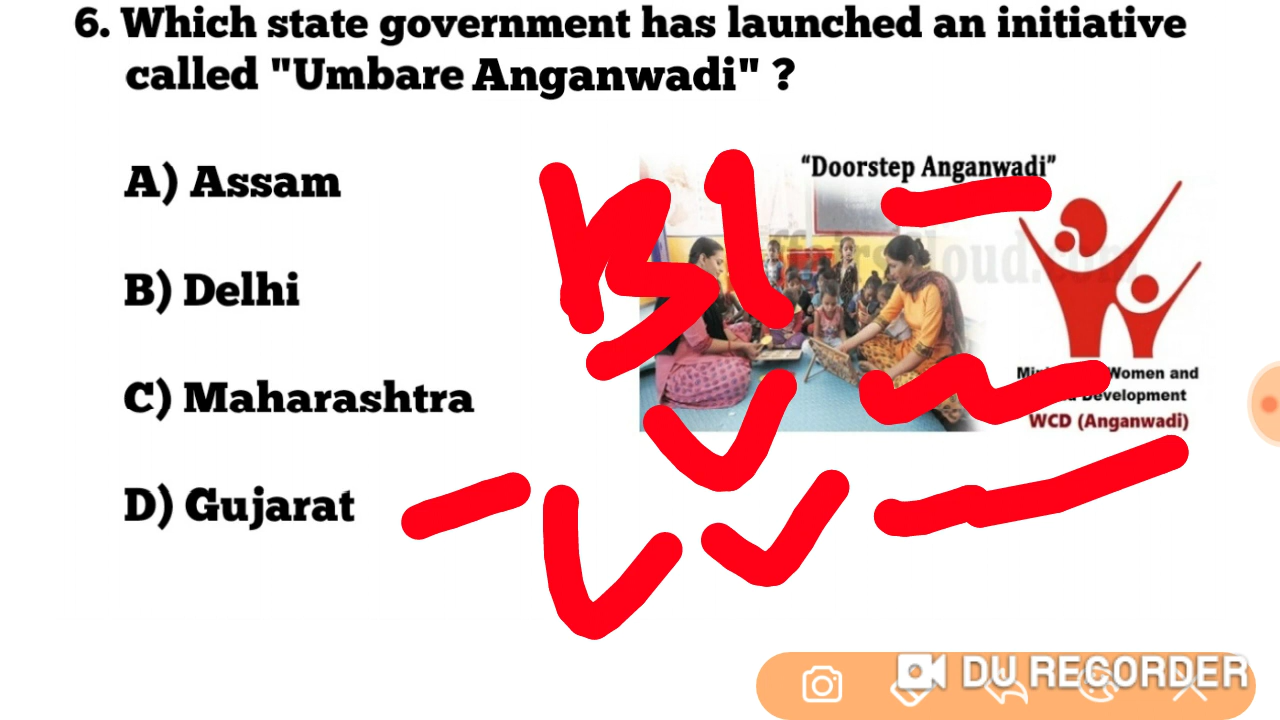 6. Which state government has launched an initiative
called "Umbare Anganwadi" ?
A) Assam
“Doorstep Anganwadi”
B) Delhi
C) Maharashtra
Women and
Development
WCD (Anganwadi)
D) Gujarat
DU RECORDER